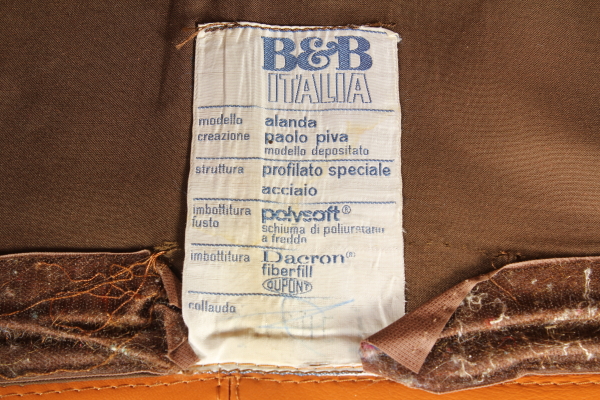 B&B
ITALIA
modello alanda
creazione paolo piva
modello depositato
struttura profilato speciale
acciaio
imbottitura polysoft®
fusto schiuma di poliuretano
a freddo
imbottitura Dacron®
fiberfill
DUPONT
collaudo